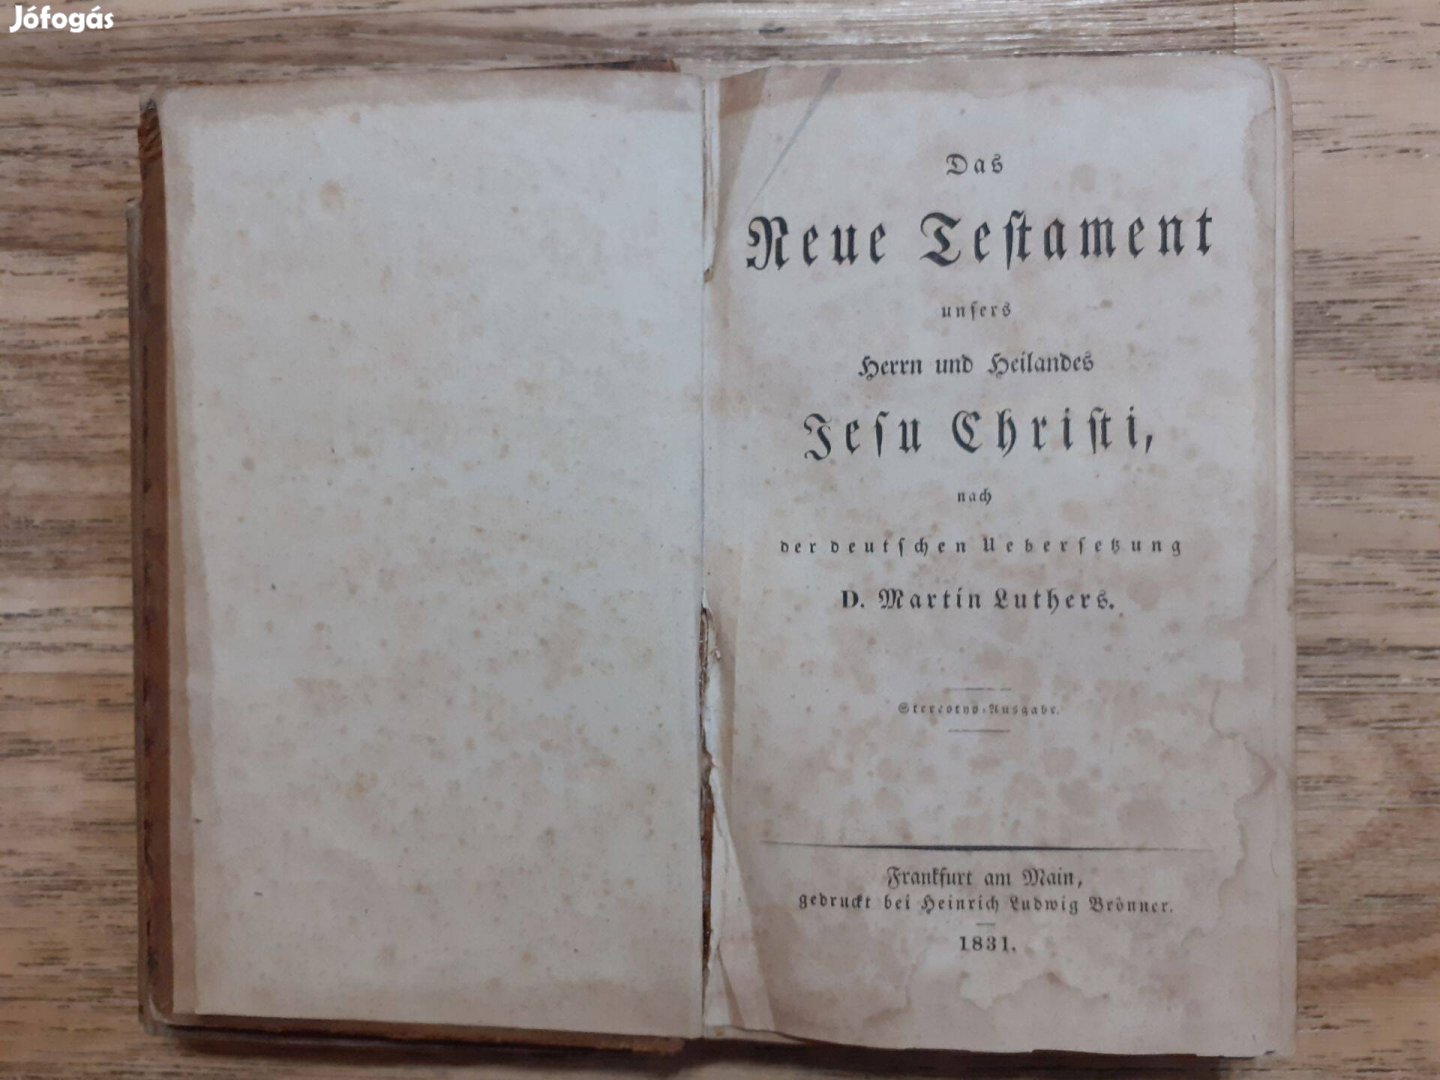 Jófogás
Das
Neue Teſtament
unſers
Herrn und Heilandes
Jeſu Chriſti,
nach
der deutſchen Ueberſetzung
D. Martin Luthers.
Stereotyp-Ausgabe.
Frankfurt am Main,
gedruckt bei Heinrich Ludwig Brönner.
1831.